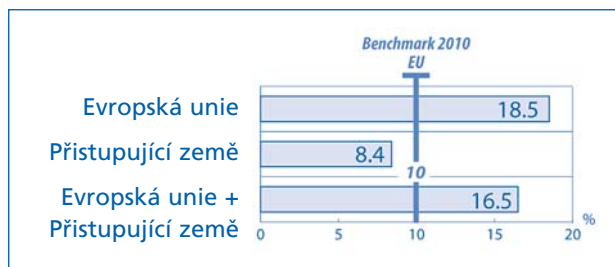 Benchmark 2010
EU
Evropská unie
18.5
Přistupující země
8.4
10
Evropská unie +
Přistupující země
16.5
%
0 5 10 15 20